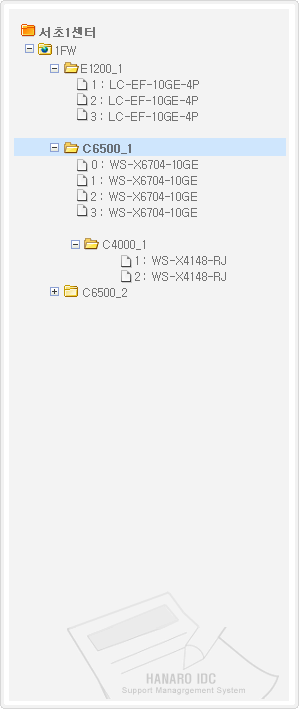 서초1센터
1FW
E1200_1
1 : LC-EF-10GE-4P
2 : LC-EF-10GE-4P
3 : LC-EF-10GE-4P
C6500_1
0 : WS-X6704-10GE
1 : WS-X6704-10GE
2 : WS-X6704-10GE
3 : WS-X6704-10GE
C4000_1
1 : WS-X4148-RJ
2 : WS-X4148-RJ
C6500_2
HANARO IDC
Support Managrgement System